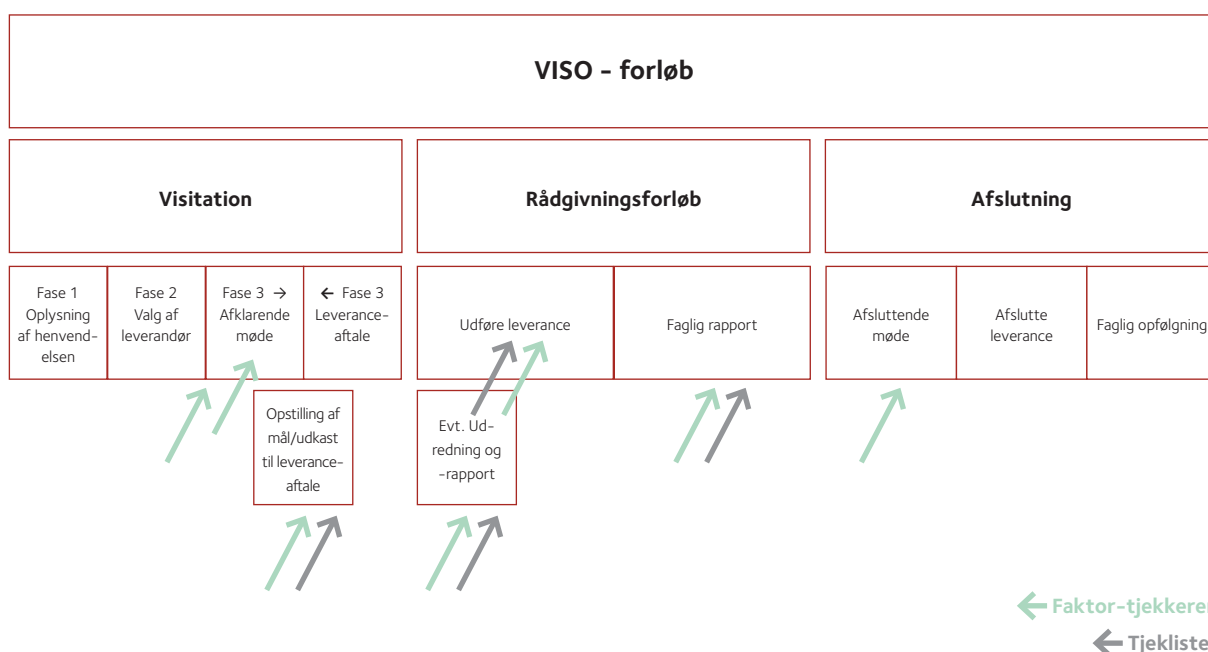 VISO - forløb
Visitation
Rådgivningsforløb
Afslutning
Fase 1
Oplysning
af henvend-
elsen
Fase 2
Valg af
leverandør
Fase 3 →
Afklarende
møde
← Fase 3
Leverance-
aftale
Udføre leverance
Faglig rapport
Afsluttende
møde
Afslutte
leverance
Faglig opfølgning
Opstilling af
mål/udkast
til leverance-
aftale
Evt. Ud-
redning og
-rapport
Faktor-tjekkeren
Tjekliste